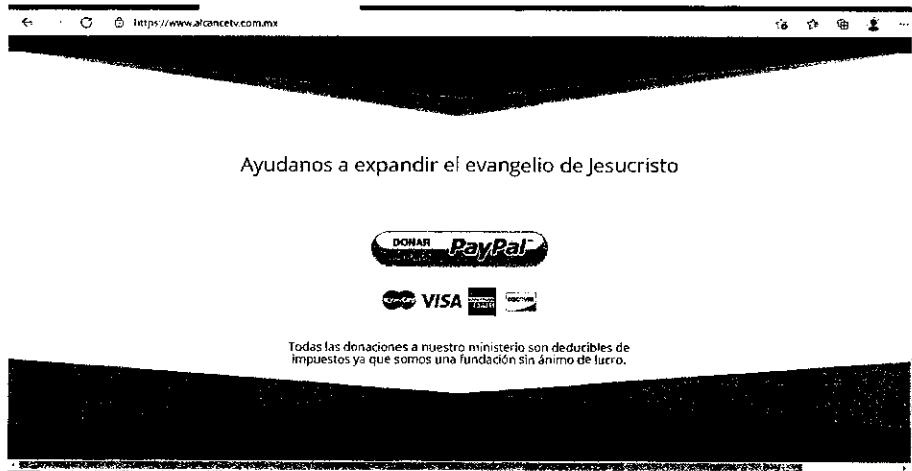 https://www.alcancetv.com.mx
Ayudanos a expandir el evangelio de Jesucristo
DONAR PayPal
VISA
Todas las donaciones a nuestro ministerio son deducibles de
impuestos ya que somos una fundación sin ánimo de lucro.